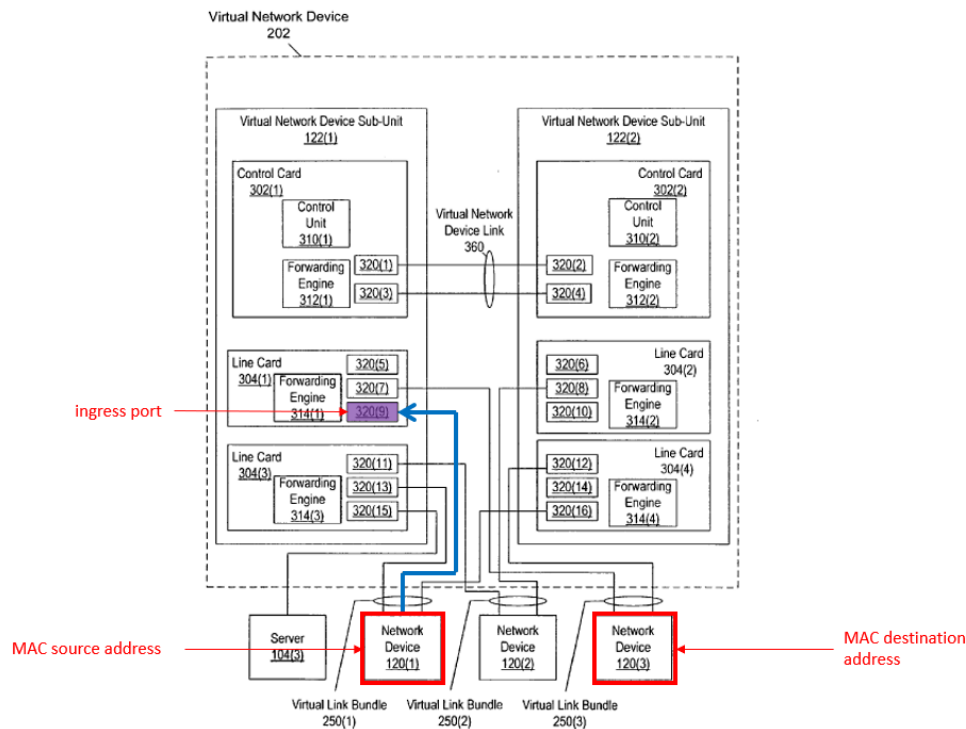 Virtual Network Device
202
Virtual Network Device Sub-Unit
122(1)
Control Card
302(1)
Control
Unit
310(1)
Forwarding
Engine
312(1)
320(1)
320(3)
Virtual Network
Device Link
360
Virtual Network Device Sub-Unit
122(2)
Control Card
302(2)
Control
Unit
310(2)
320(2)
320(4)
Forwarding
Engine
312(2)
Line Card
304(1)
Forwarding
Engine
314(1)
320(5)
320(7)
320(9)
ingress port
Line Card
304(2)
320(6)
320(8)
320(10)
Forwarding
Engine
314(2)
Line Card
304(3)
Forwarding
Engine
314(3)
320(11)
320(13)
320(15)
Line Card
304(4)
320(12)
320(14)
320(16)
Forwarding
Engine
314(4)
MAC source address
Server
104(3)
Network
Device
120(1)
Network
Device
120(2)
Network
Device
120(3)
MAC destination
address
Virtual Link Bundle
250(1)
Virtual Link Bundle
250(2)
Virtual Link Bundle
250(3)